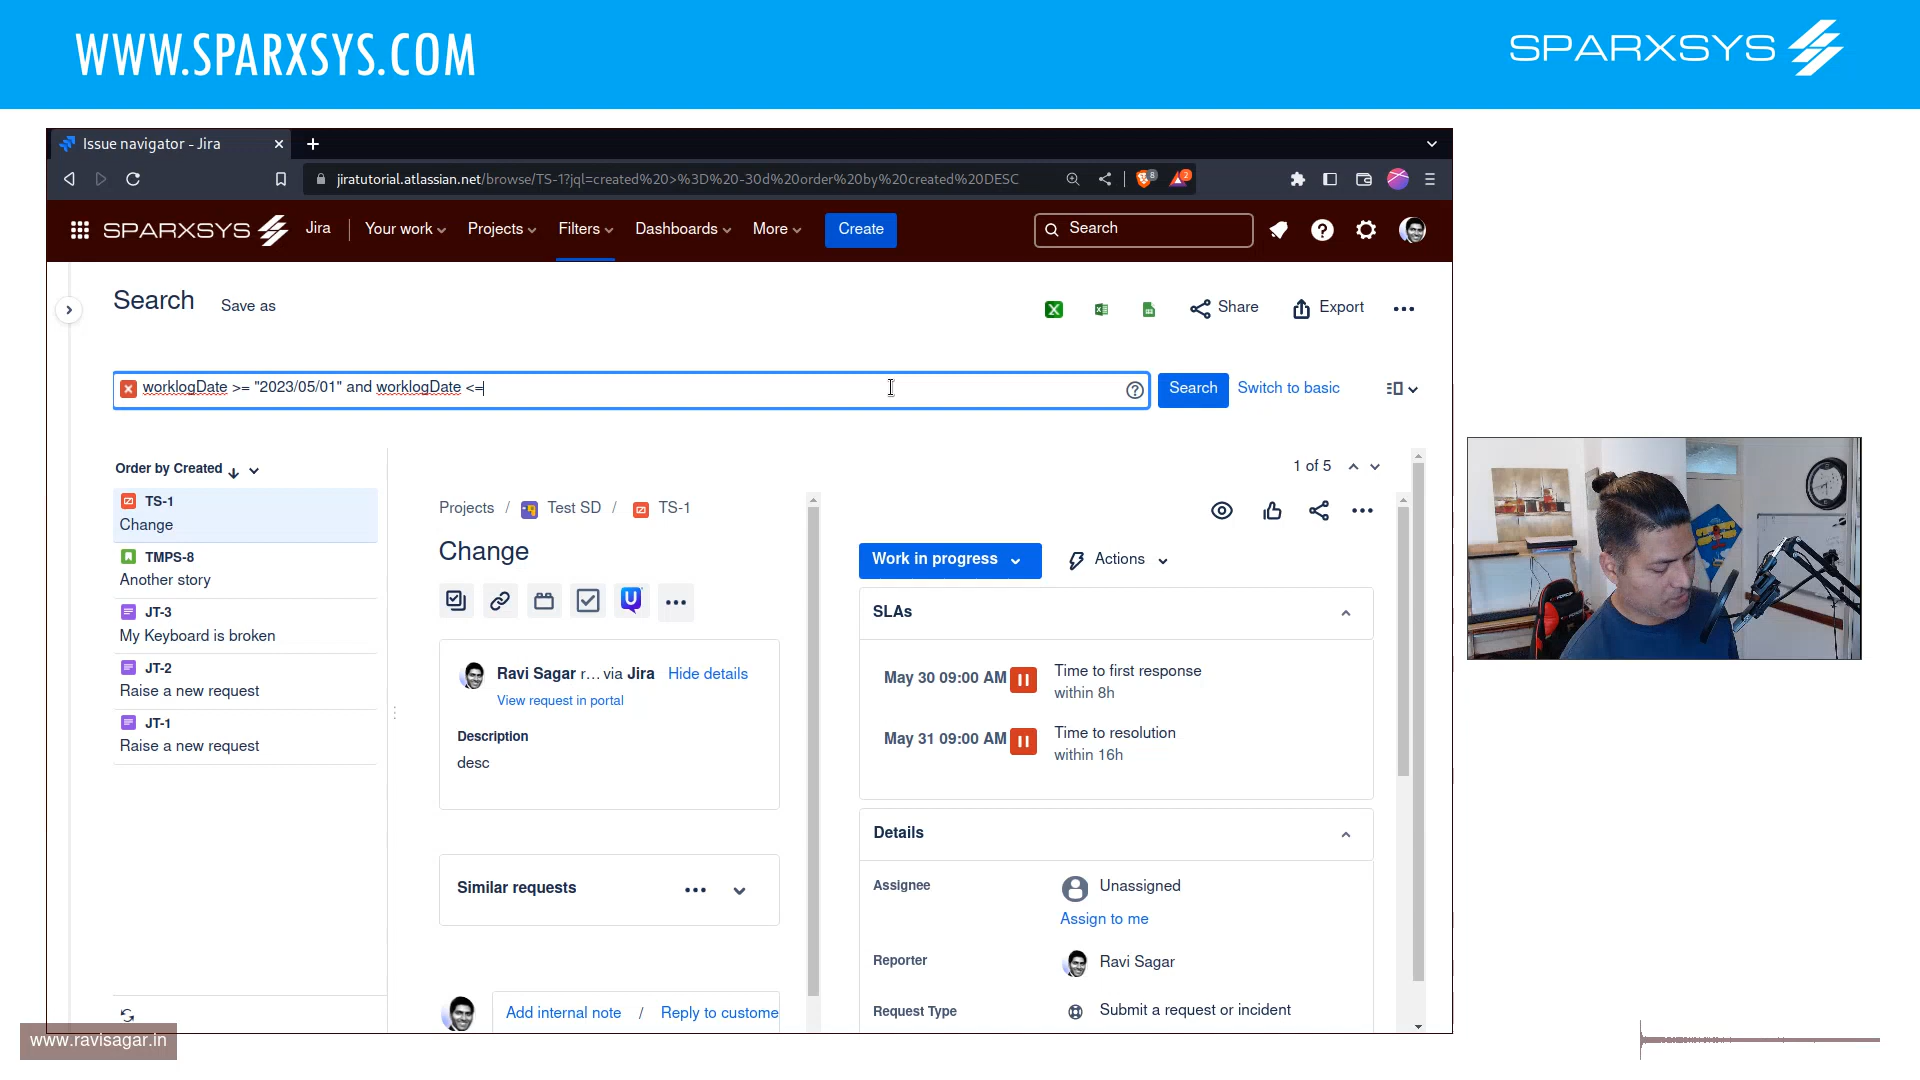 WWW.SPARXSYS.COM
SPARXSYS
Issue navigator - Jira
jiratutorial.atlassian.net/browse/TS-1?jql=created%20>%3D%20-30d%20order%20by%20created%20DESC
8
2
SPARXSYS
Jira
Your work
Projects
Filters
Dashboards
More
Create
Search
Search
Save as
Share
Export
worklogDate >= "2023/05/01" and worklogDate <=
Search
Switch to basic
Order by Created
1 of 5
TS-1
Change
TMPS-8
Another story
JT-3
My Keyboard is broken
JT-2
Raise a new request
JT-1
Raise a new request
Projects / Test SD / TS-1
Change
Ravi Sagar r... via Jira
Hide details
View request in portal
Description
desc
Similar requests
Add internal note / Reply to custome
Work in progress
Actions
SLAs
May 30 09:00 AM
Time to first response
within 8h
May 31 09:00 AM
Time to resolution
within 16h
Details
Assignee
Unassigned
Assign to me
Reporter
Ravi Sagar
Request Type
Submit a request or incident
www.ravisagar.in